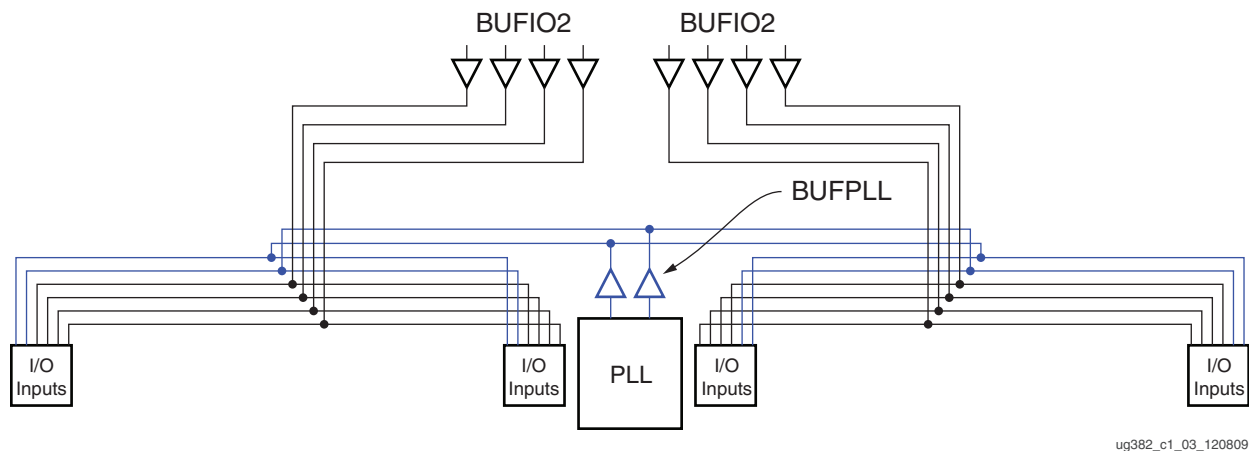 BUFIO2
BUFIO2
BUFPLL
I/O
Inputs
I/O
Inputs
PLL
I/O
Inputs
I/O
Inputs
ug382_c1_03_120809